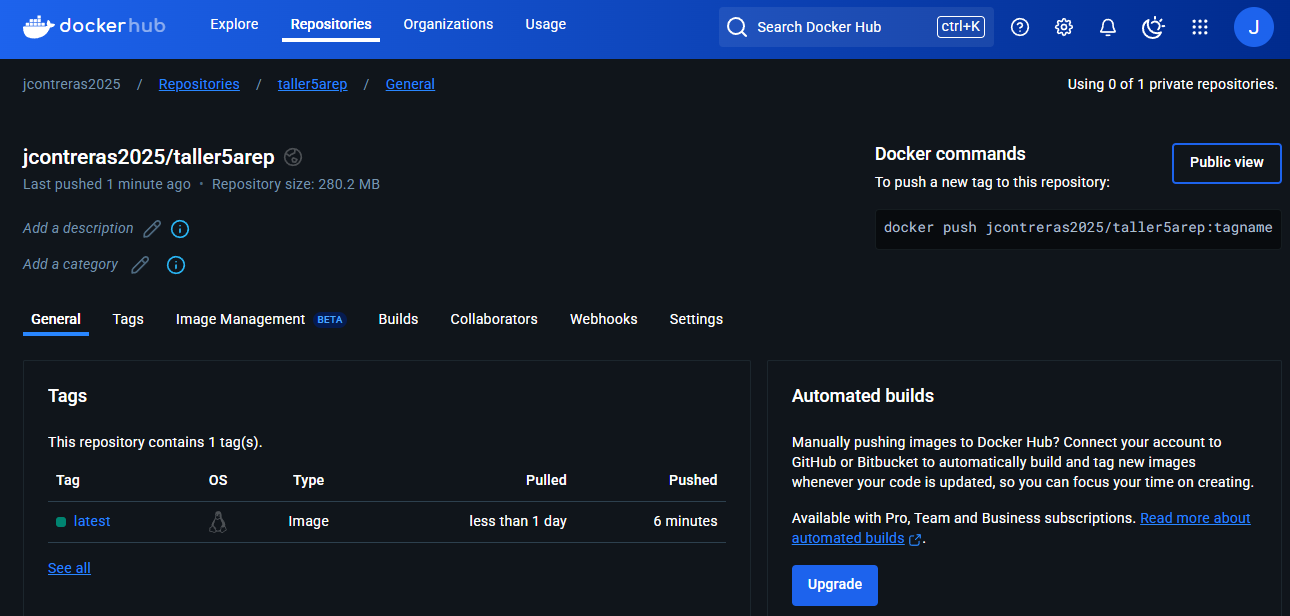 dockerhub Explore Repositories Organizations Usage Search Docker Hub ctrl+K J
jcontreras2025 / Repositories / taller5arep / General Using 0 of 1 private repositories.
jcontreras2025/taller5arep
Last pushed 1 minute ago • Repository size: 280.2 MB
Add a description
Add a category
Docker commands
Public view
To push a new tag to this repository:
docker push jcontreras2025/taller5arep:tagname
General Tags Image Management BETA Builds Collaborators Webhooks Settings
Tags
This repository contains 1 tag(s).
Tag OS Type Pulled Pushed
latest Image less than 1 day 6 minutes
See all
Automated builds
Manually pushing images to Docker Hub? Connect your account to
GitHub or Bitbucket to automatically build and tag new images
whenever your code is updated, so you can focus your time on creating.
Available with Pro, Team and Business subscriptions. Read more about
automated builds .
Upgrade